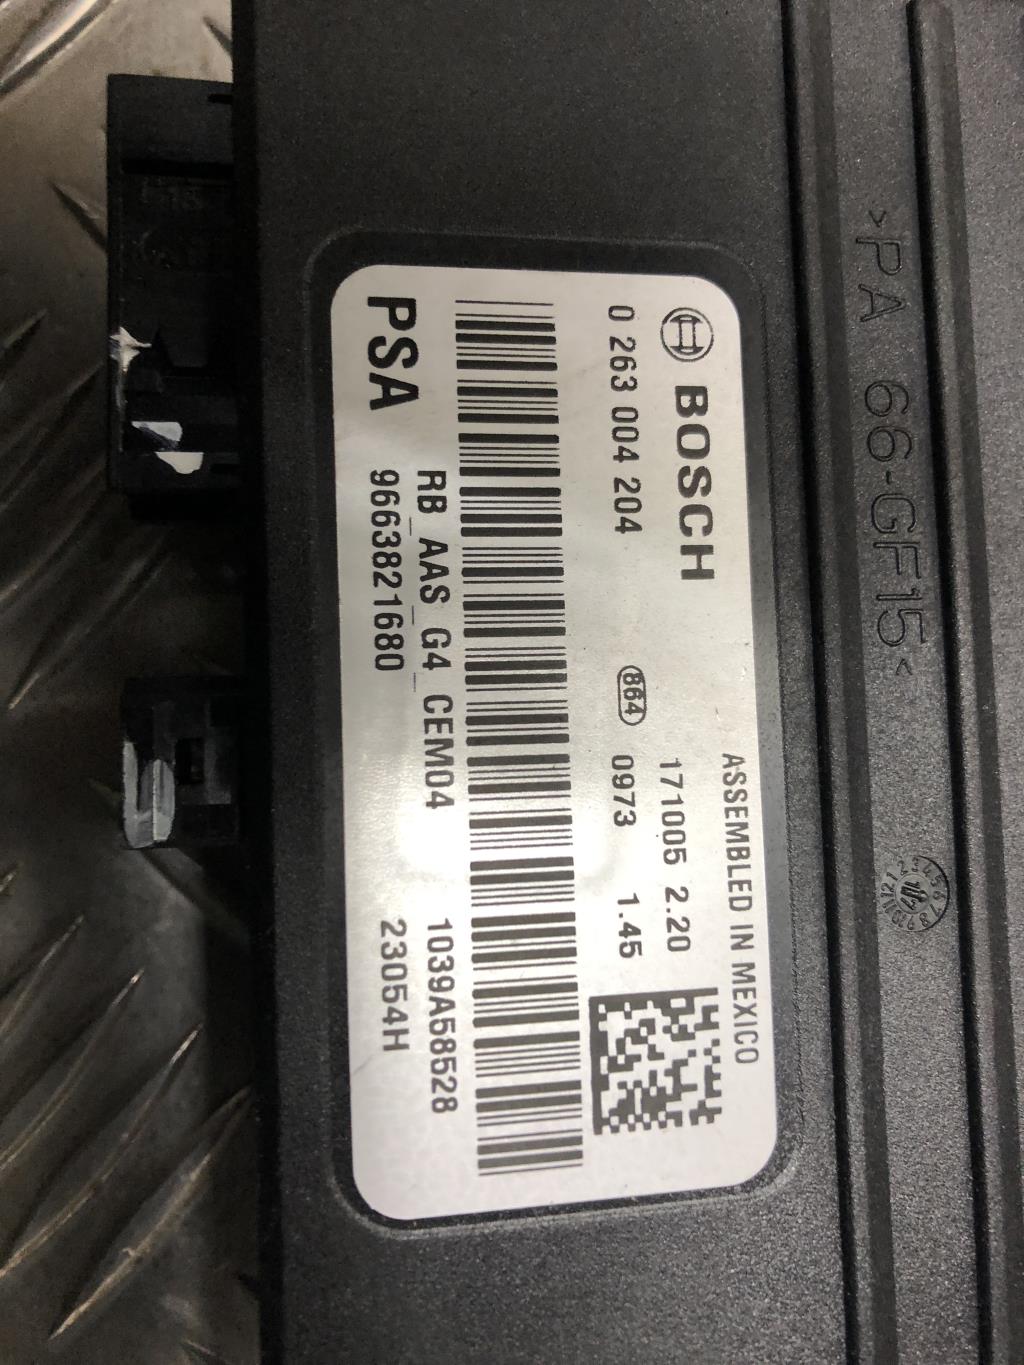 BOSCH
ASSEMBLED IN MEXICO
171005 2.20
0 263 004 204
864 0973 1.45
RB_AAS_G4_CEM04 1039A58528
PSA 9663821680 23054H
>PA 66-GF15<